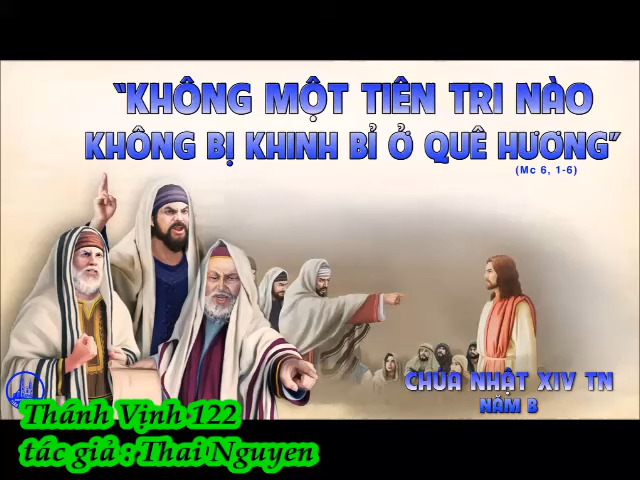 “KHÔNG MỘT TIÊN TRI NÀO
KHÔNG BỊ KHINH BỈ Ở QUÊ HƯƠNG”
(Mc 6, 1-6)
CHÚA NHẬT XIV TN
NĂM B
Thánh Vịnh 122
tác giả : Thai Nguyen